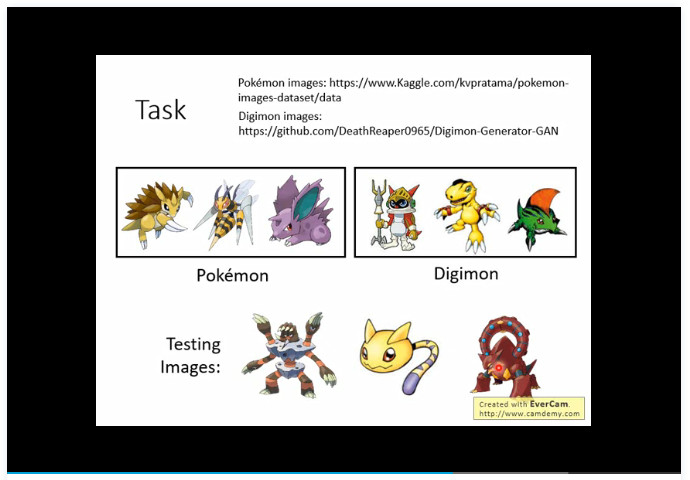 Pokémon images: https://www.Kaggle.com/kvpratama/pokemon-
images-dataset/data
Task
Digimon images:
https://github.com/DeathReaper0965/Digimon-Generator-GAN
Pokémon
Digimon
Testing
Images:
Created with EverCam.
http://www.camdemy.com